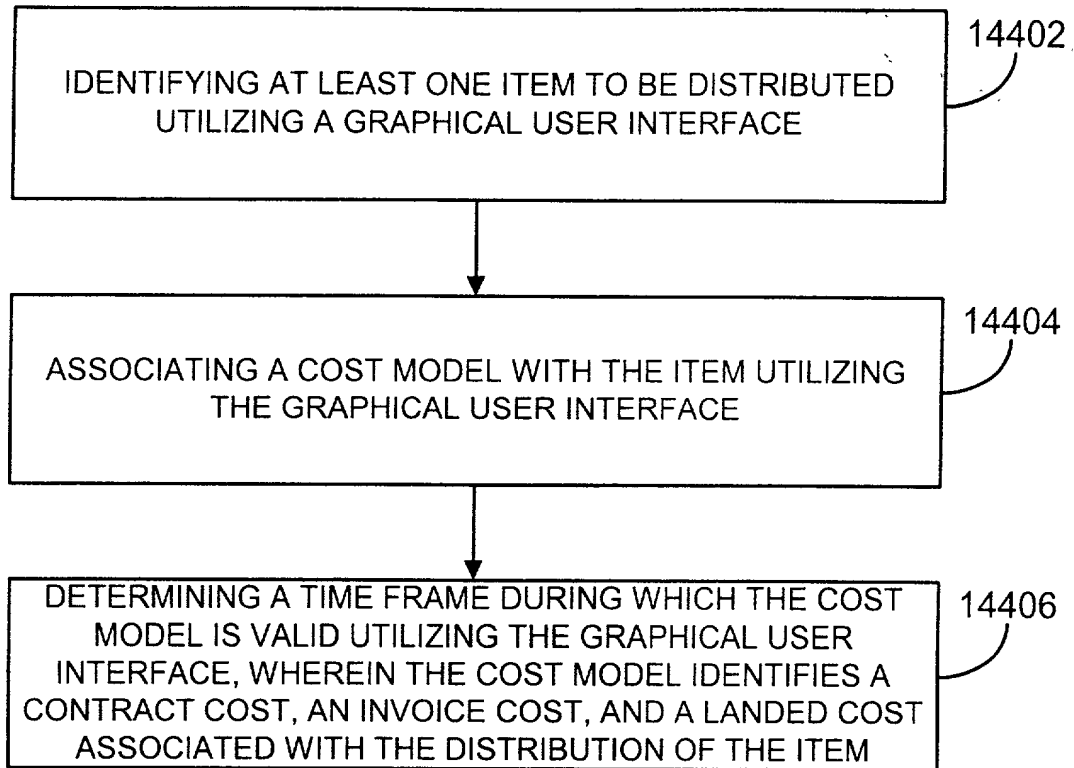 14402
IDENTIFYING AT LEAST ONE ITEM TO BE DISTRIBUTED
UTILIZING A GRAPHICAL USER INTERFACE
14404
ASSOCIATING A COST MODEL WITH THE ITEM UTILIZING
THE GRAPHICAL USER INTERFACE
14406
DETERMINING A TIME FRAME DURING WHICH THE COST
MODEL IS VALID UTILIZING THE GRAPHICAL USER
INTERFACE, WHEREIN THE COST MODEL IDENTIFIES A
CONTRACT COST, AN INVOICE COST, AND A LANDED COST
ASSOCIATED WITH THE DISTRIBUTION OF THE ITEM